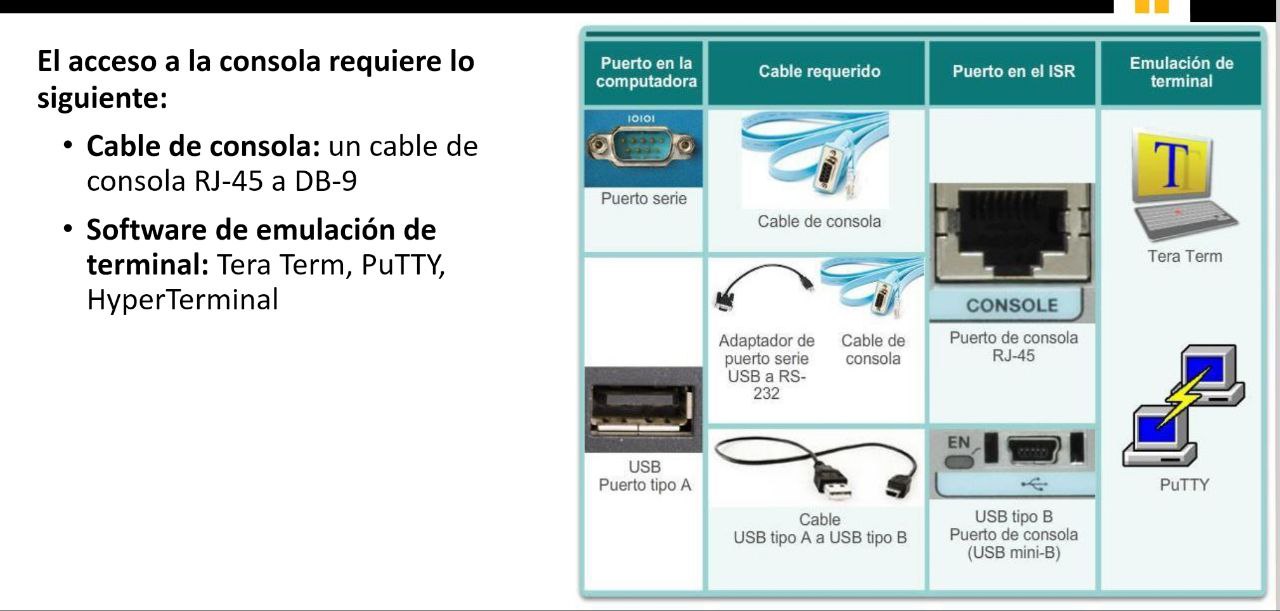 El acceso a la consola requiere lo
siguiente:
• Cable de consola: un cable de
consola RJ-45 a DB-9
• Software de emulación de
terminal: Tera Term, PuTTY,
HyperTerminal
Puerto en la
computadora
Cable requerido
Puerto en el ISR
Emulación de
terminal
10101
Puerto serie
Cable de consola
CONSOLE
Puerto de consola
RJ-45
T
Tera Term
Adaptador de
puerto serie
USB a RS-
232
Cable de
consola
USB
Puerto tipo A
Cable
USB tipo A a USB tipo B
EN
USB tipo B
Puerto de consola
(USB mini-B)
PuTTY